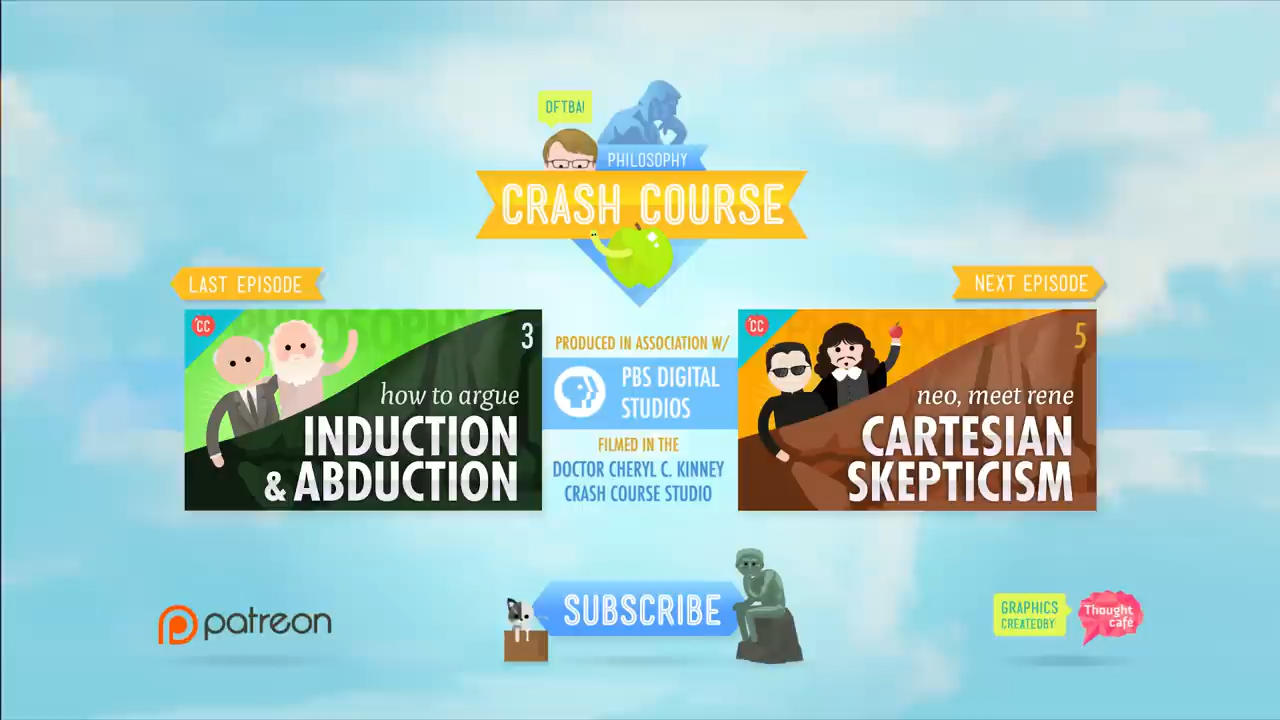 DFTBA!
PHILOSOPHY
CRASH COURSE
LAST EPISODE
CC
PHILOSOPHY
3
how to argue
INDUCTION
& ABDUCTION
PRODUCED IN ASSOCIATION W/
PBS DIGITAL
STUDIOS
FILMED IN THE
DOCTOR CHERYL C. KINNEY
CRASH COURSE STUDIO
NEXT EPISODE
CC
PHILOSOPHY
5
neo, meet rene
CARTESIAN
SKEPTICISM
patreon
SUBSCRIBE
GRAPHICS
CREATEDBY
Thought
café